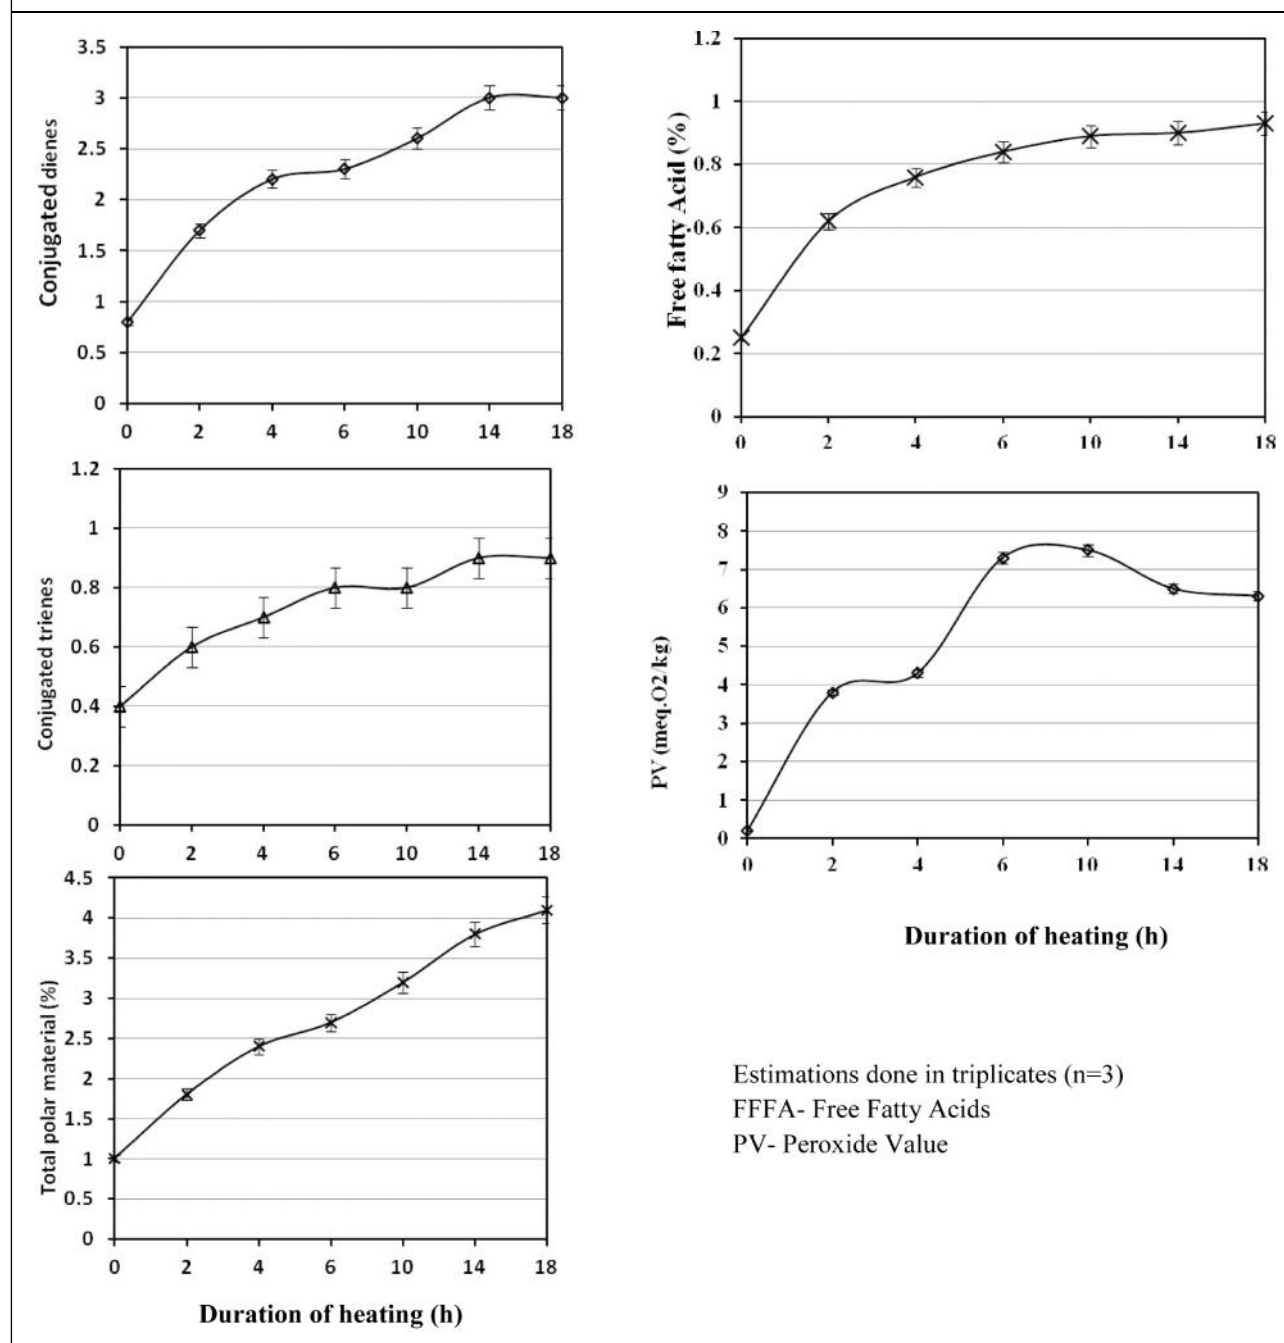 3.5
3
2.5
2
1.5
1
0.5
0
Conjugated dienes
0 2 4 6 10 14 18
1.2
1
0.8
0.6
0.4
0.2
0
Free fatty Acid (%)
0 2 4 6 10 14 18
1.2
1
0.8
0.6
0.4
0.2
0
Conjugated trienes
0 2 4 6 10 14 18
9
8
7
6
5
4
3
2
1
0
PV (meq.O2/kg)
0 2 4 6 10 14 18
Duration of heating (h)
4.5
4
3.5
3
2.5
2
1.5
1
0.5
0
Total polar material (%)
0 2 4 6 10 14 18
Duration of heating (h)
Estimations done in triplicates (n=3)
FFFA- Free Fatty Acids
PV- Peroxide Value